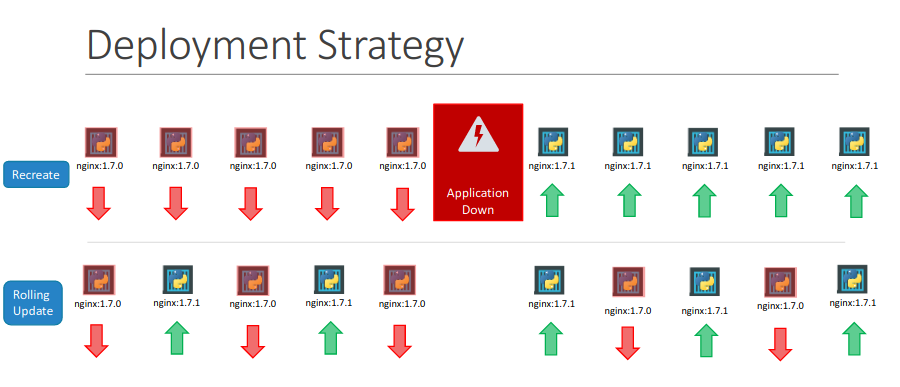 Deployment Strategy
nginx:1.7.0 nginx:1.7.0 nginx:1.7.0 nginx:1.7.0 nginx:1.7.0 nginx:1.7.1 nginx:1.7.1 nginx:1.7.1 nginx:1.7.1 nginx:1.7.1
Recreate
Application
Down
Rolling
Update
nginx:1.7.0 nginx:1.7.1 nginx:1.7.0 nginx:1.7.1 nginx:1.7.0 nginx:1.7.1 nginx:1.7.0 nginx:1.7.1 nginx:1.7.0 nginx:1.7.1